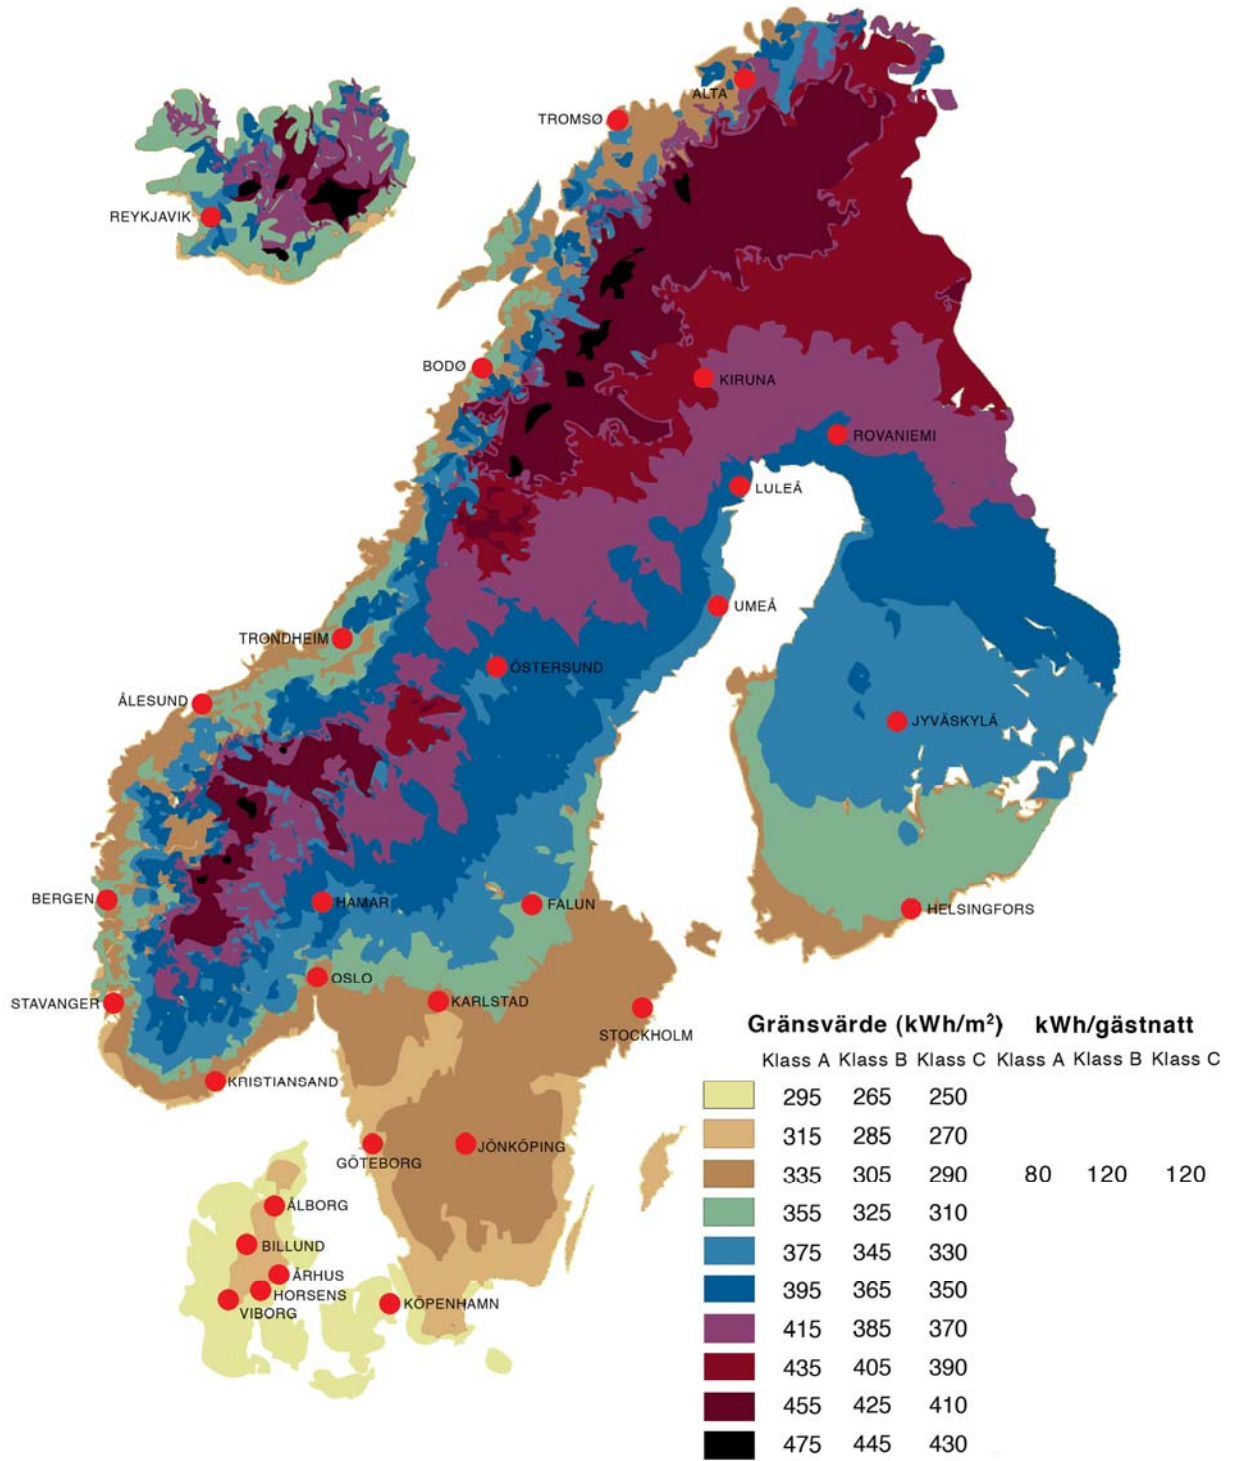 ALTA
TROMSØ
REYKJAVIK
BODØ
KIRUNA
ROVANIEMI
LULEÅ
UMEÅ
TRONDHEIM
ÖSTERSUND
ÅLESUND
JYVÄSKYLÄ
BERGEN
HAMAR
FALUN
HELSINGFORS
OSLO
STAVANGER
KARLSTAD
STOCKHOLM
KRISTIANSAND
GÖTEBORG
JÖNKÖPING
ÅLBORG
BILLUND
ÅRHUS
HORSENS
VIBORG
KÖPENHAMN
Gränsvärde (kWh/m²) kWh/gästnatt
Klass A Klass B Klass C Klass A Klass B Klass C
295 265 250
315 285 270
335 305 290 80 120 120
355 325 310
375 345 330
395 365 350
415 385 370
435 405 390
455 425 410
475 445 430